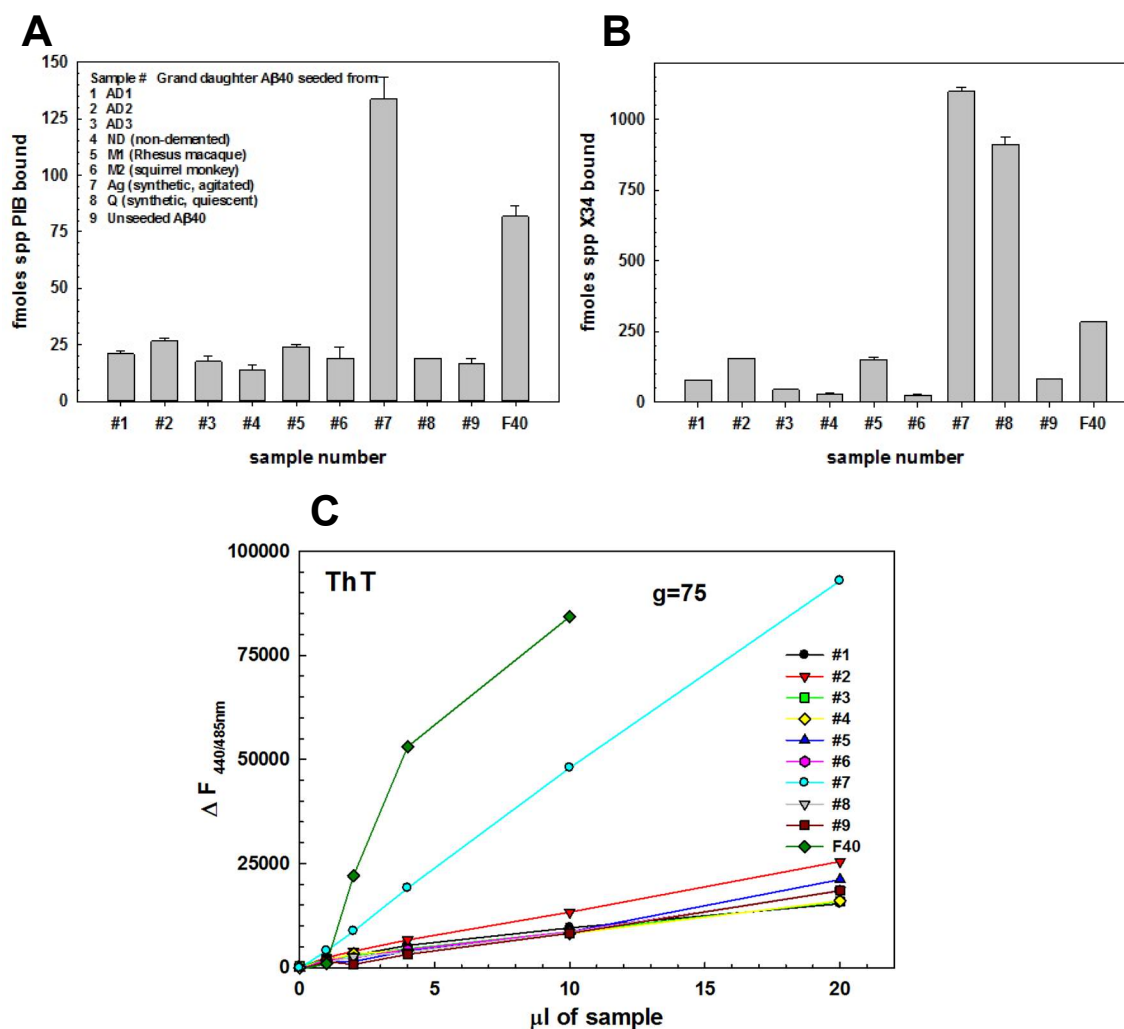 A
fmoles spp PIB bound
150
125
100
75
50
25
0
Sample # Grand daughter Aβ40 seeded from:
1 AD1
2 AD2
3 AD3
4 ND (non-demented)
5 M1 (Rhesus macaque)
6 M2 (squirrel monkey)
7 Ag (synthetic, agitated)
8 Q (synthetic, quiescent)
9 Unseeded Aβ40
#1 #2 #3 #4 #5 #6 #7 #8 #9 F40
sample number
B
fmoles spp X34 bound
1000
750
500
250
0
#1 #2 #3 #4 #5 #6 #7 #8 #9 F40
sample number
C
Δ F 440/485nm
100000
75000
50000
25000
0
ThT
g=75
#1
#2
#3
#4
#5
#6
#7
#8
#9
F40
0 5 10 15 20
μl of sample